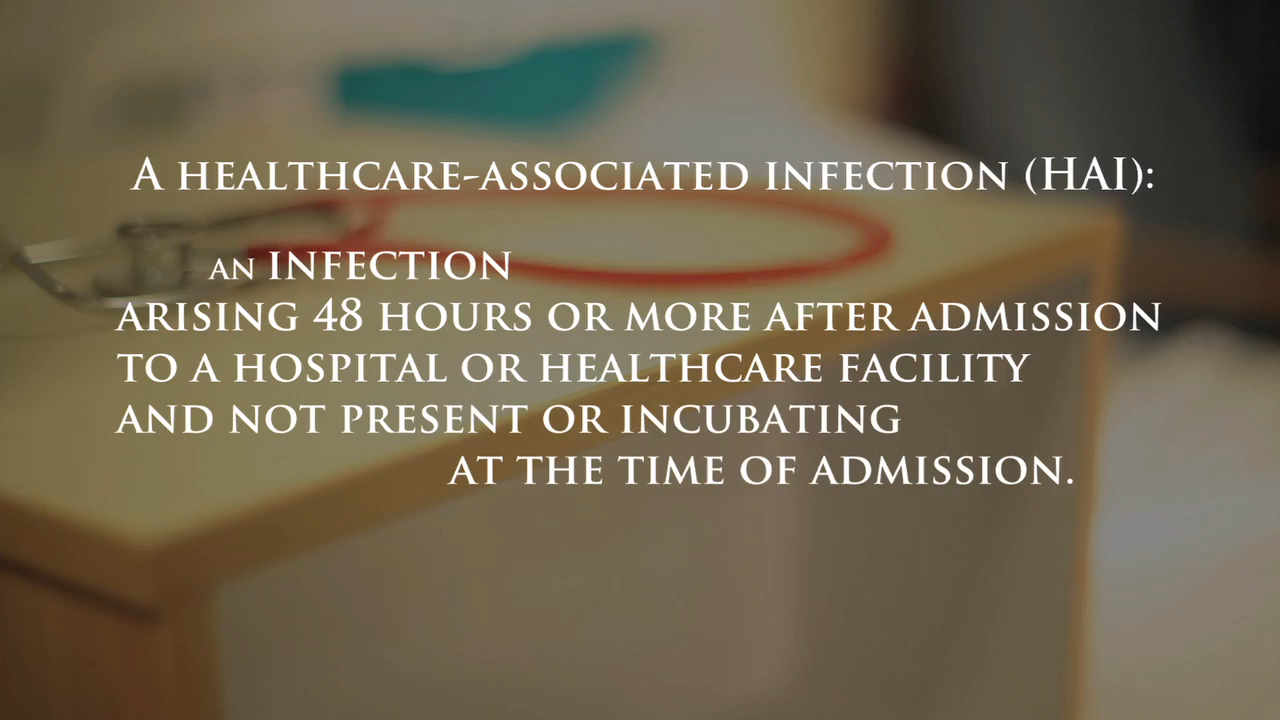 A HEALTHCARE-ASSOCIATED INFECTION (HAI):
AN INFECTION
ARISING 48 HOURS OR MORE AFTER ADMISSION
TO A HOSPITAL OR HEALTHCARE FACILITY
AND NOT PRESENT OR INCUBATING
AT THE TIME OF ADMISSION.